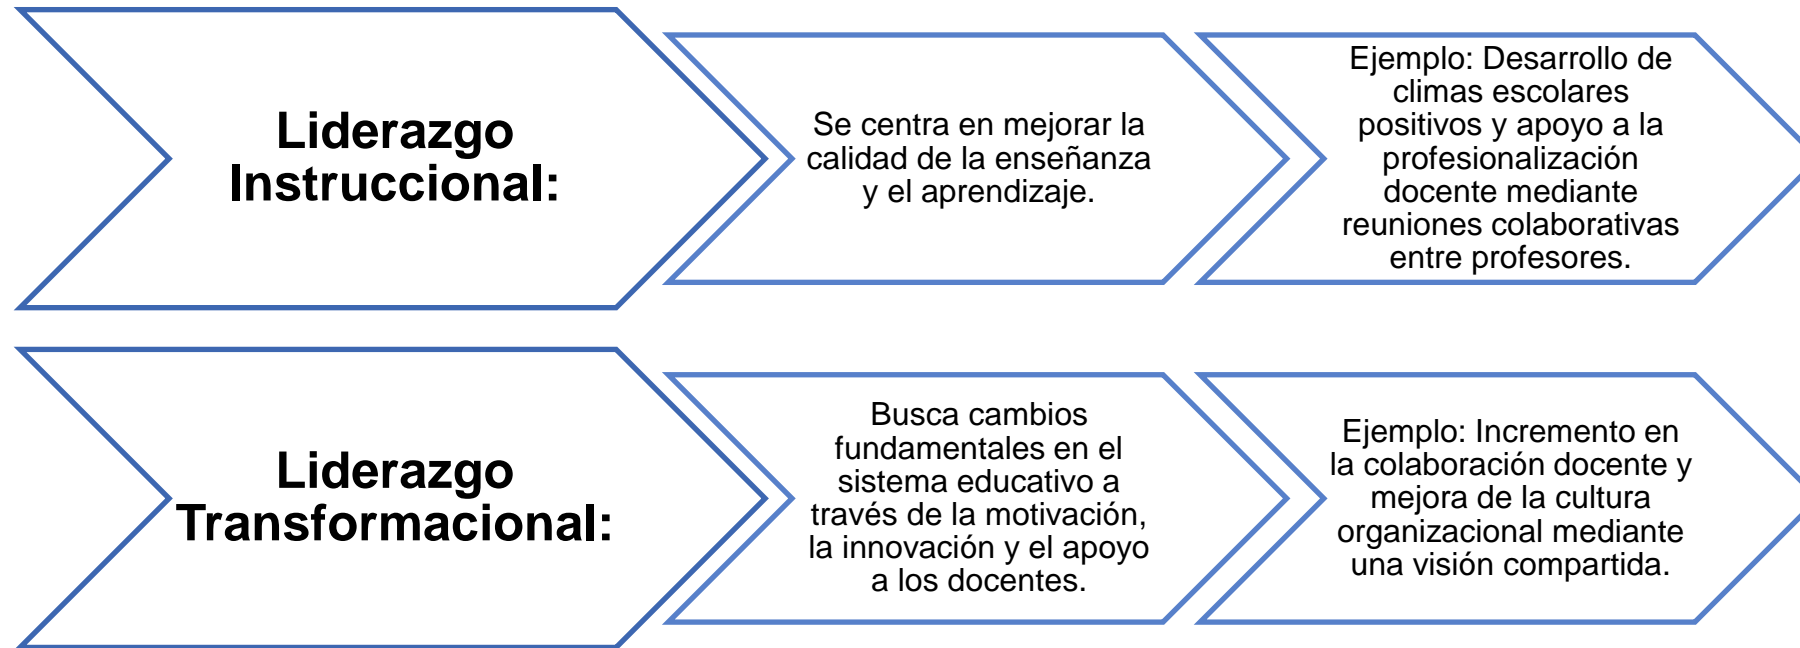 Liderazgo
Instruccional:
Se centra en mejorar la
calidad de la enseñanza
y el aprendizaje.
Ejemplo: Desarrollo de
climas escolares
positivos y apoyo a la
profesionalización
docente mediante
reuniones colaborativas
entre profesores.
Liderazgo
Transformacional:
Busca cambios
fundamentales en el
sistema educativo a
través de la motivación,
la innovación y el apoyo
a los docentes.
Ejemplo: Incremento en
la colaboración docente y
mejora de la cultura
organizacional mediante
una visión compartida.